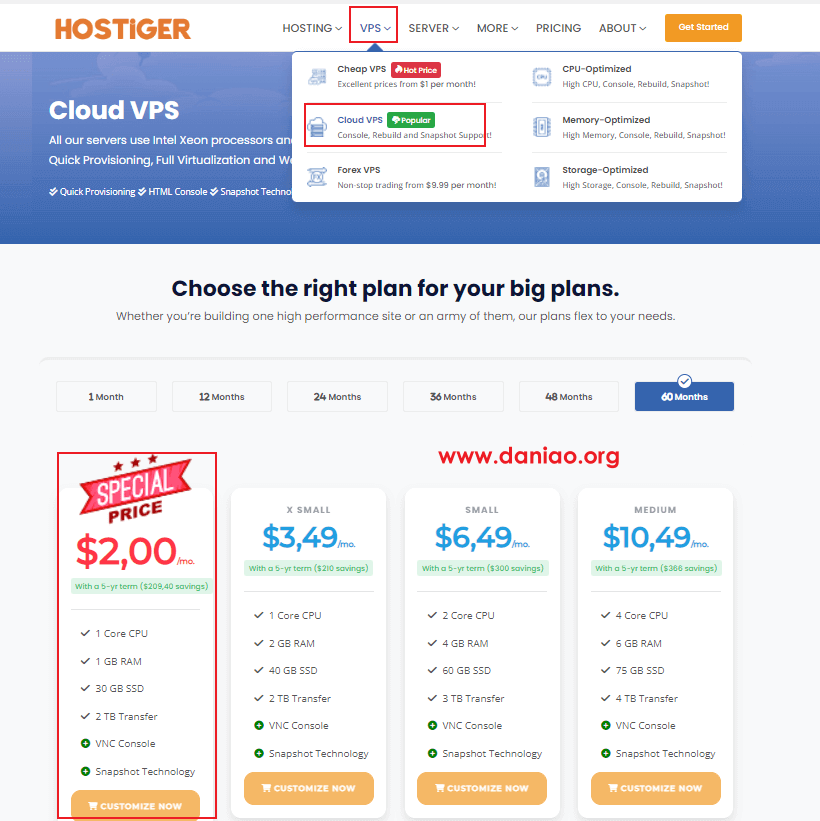 HOSTiGER
HOSTING VPS SERVER MORE PRICING ABOUT Get Started
Cheap VPS Hot Price
Excellent prices from $1 per month!
CPU-Optimized
High CPU, Console, Rebuild, Snapshot!
Cloud VPS Popular
Console, Rebuild and Snapshot Support!
Memory-Optimized
High Memory, Console, Rebuild, Snapshot!
Forex VPS
Non-stop trading from $9.99 per month!
Storage-Optimized
High Storage, Console, Rebuild, Snapshot!
Cloud VPS
All our servers use Intel Xeon processors an
Quick Provisioning, Full Virtualization and We
Quick Provisioning HTML Console Snapshot Techno
Choose the right plan for your big plans.
Whether you're building one high performance site or an army of them, our plans flex to your needs.
1 Month 12 Months 24 Months 36 Months 48 Months 60 Months
www.daniao.org
SPECIAL
PRICE
$2,00/mo.
With a 5-yr term ($209,40 savings)
1 Core CPU
1 GB RAM
30 GB SSD
2 TB Transfer
VNC Console
Snapshot Technology
CUSTOMIZE NOW
X SMALL
$3,49/mo.
With a 5-yr term ($210 savings)
1 Core CPU
2 GB RAM
40 GB SSD
2 TB Transfer
VNC Console
Snapshot Technology
CUSTOMIZE NOW
SMALL
$6,49/mo.
With a 5-yr term ($300 savings)
2 Core CPU
4 GB RAM
60 GB SSD
3 TB Transfer
VNC Console
Snapshot Technology
CUSTOMIZE NOW
MEDIUM
$10,49/mo.
With a 5-yr term ($366 savings)
4 Core CPU
6 GB RAM
75 GB SSD
4 TB Transfer
VNC Console
Snapshot Technology
CUSTOMIZE NOW